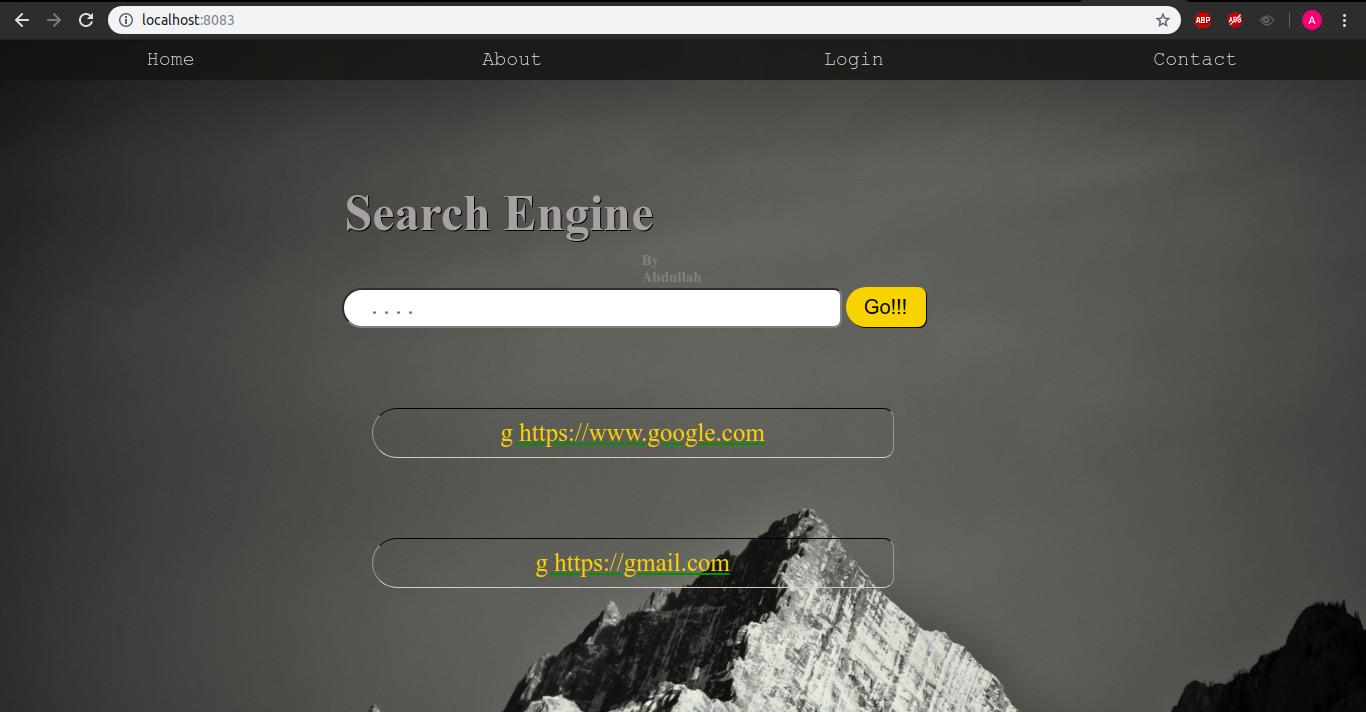 localhost:8083
ABP
A
Home About Login Contact
Search Engine
By
Abdullah
. . . . Go!!!
g https://www.google.com
g https://gmail.com